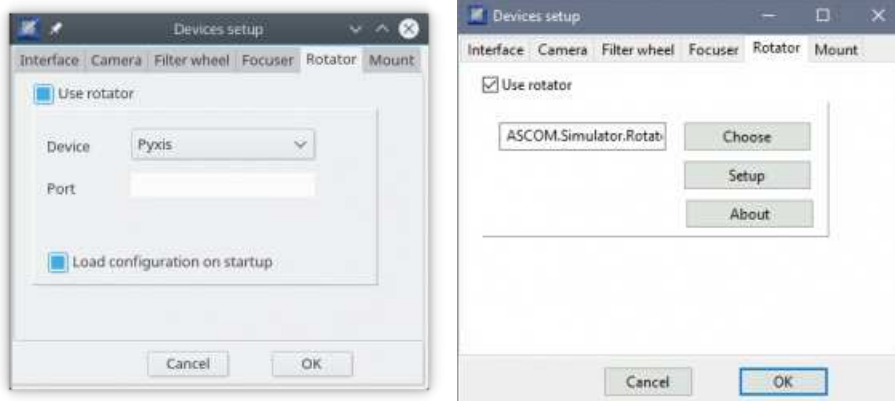 Devices setup
Interface Camera Filter wheel Focuser Rotator Mount
Use rotator
Device Pyxis
Port
Load configuration on startup
Cancel OK
Devices setup
Interface Camera Filter wheel Focuser Rotator Mount
Use rotator
ASCOM.Simulator.Rotat Choose
Setup
About
Cancel OK